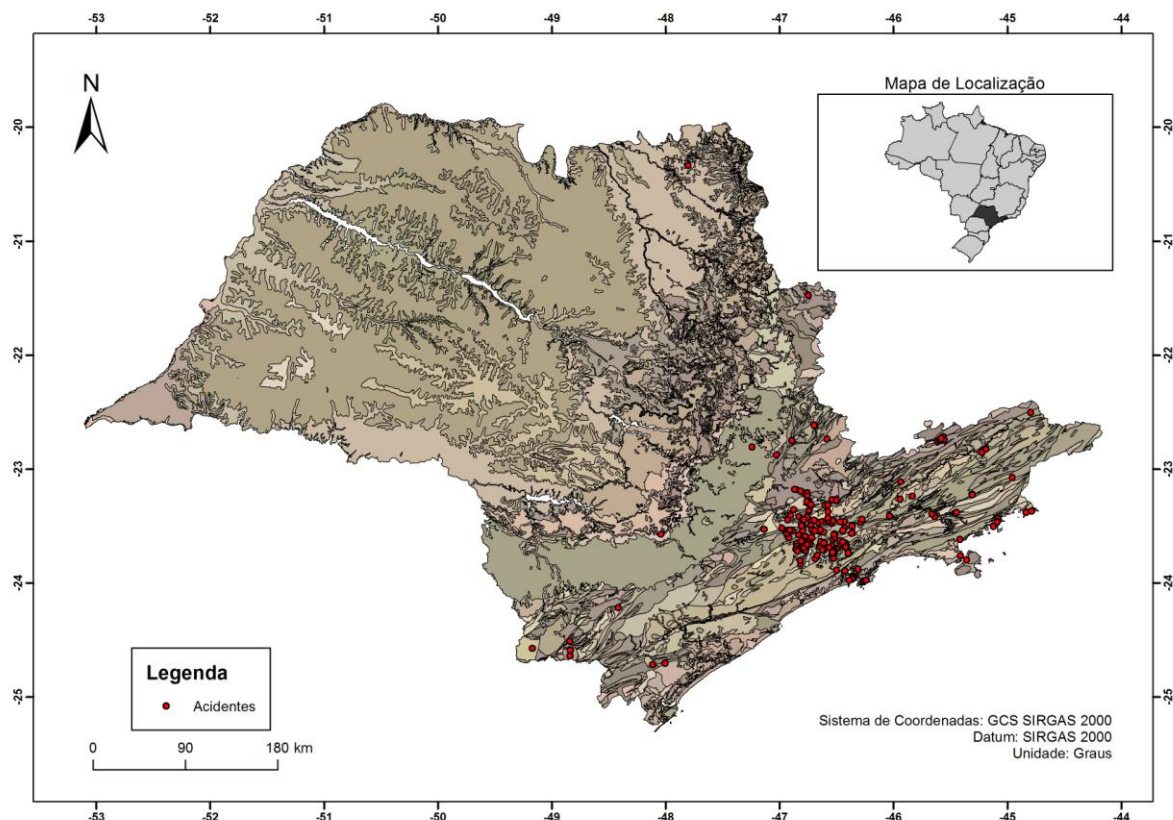 -53 -52 -51 -50 -49 -48 -47 -46 -45 -44
N
Mapa de Localização
-20 -20
-21 -21
-22 -22
-23 -23
-24 -24
-25 -25
Legenda
Acidentes
0 90 180 km
Sistema de Coordenadas: GCS SIRGAS 2000
Datum: SIRGAS 2000
Unidade: Graus
-53 -52 -51 -50 -49 -48 -47 -46 -45 -44